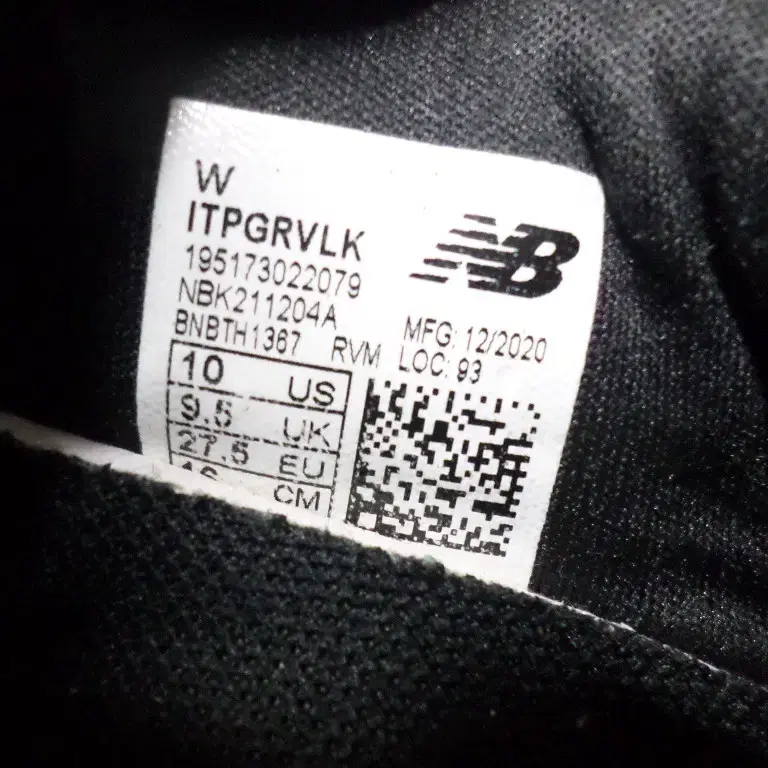 W
ITPGRVLK
195173022079
NBK211204A
BNBTH1367 RVM
NB
MFG: 12/2020
LOC: 93
10 US
9.5 UK
27.5 EU
CM